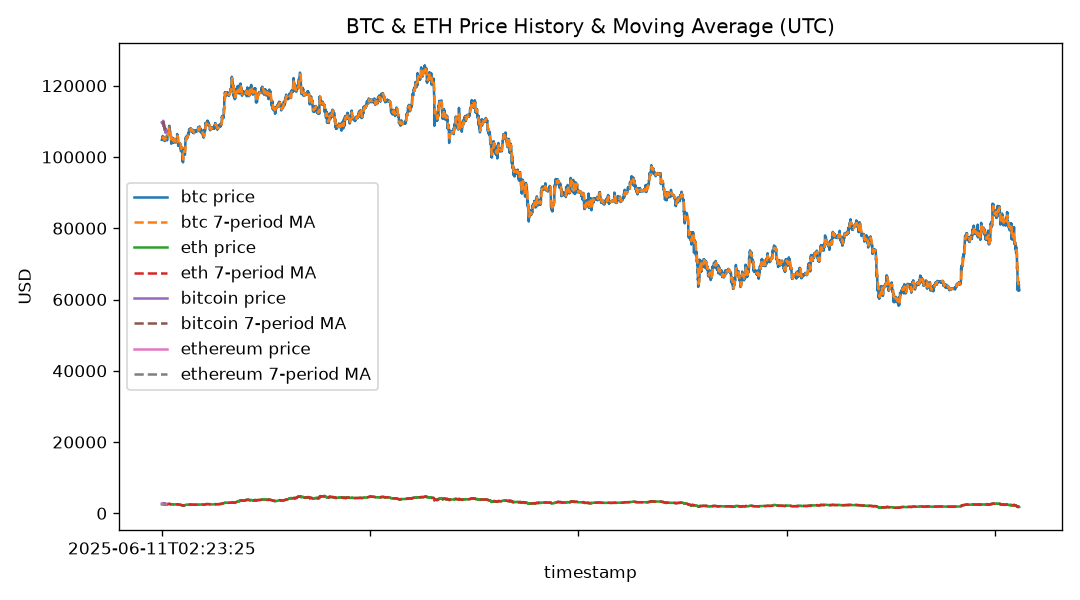 BTC & ETH Price History & Moving Average (UTC)
120000
100000
80000
60000
40000
20000
0
USD
btc price
btc 7-period MA
eth price
eth 7-period MA
bitcoin price
bitcoin 7-period MA
ethereum price
ethereum 7-period MA
2025-06-11T02:23:25
timestamp